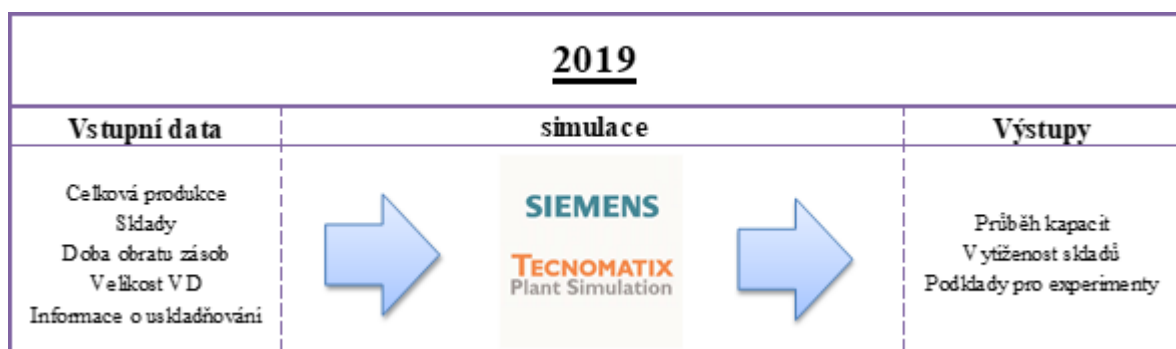 2019
Vstupní data
simulace
Výstupy
Celková produkce
Sklady
Doba obratu zásob
Velikost VD
Informace o uskladňování
SIEMENS
TECNOMATIX
Plant Simulation
Průběh kapacit
Vytíženost skladů
Podklady pro experimenty